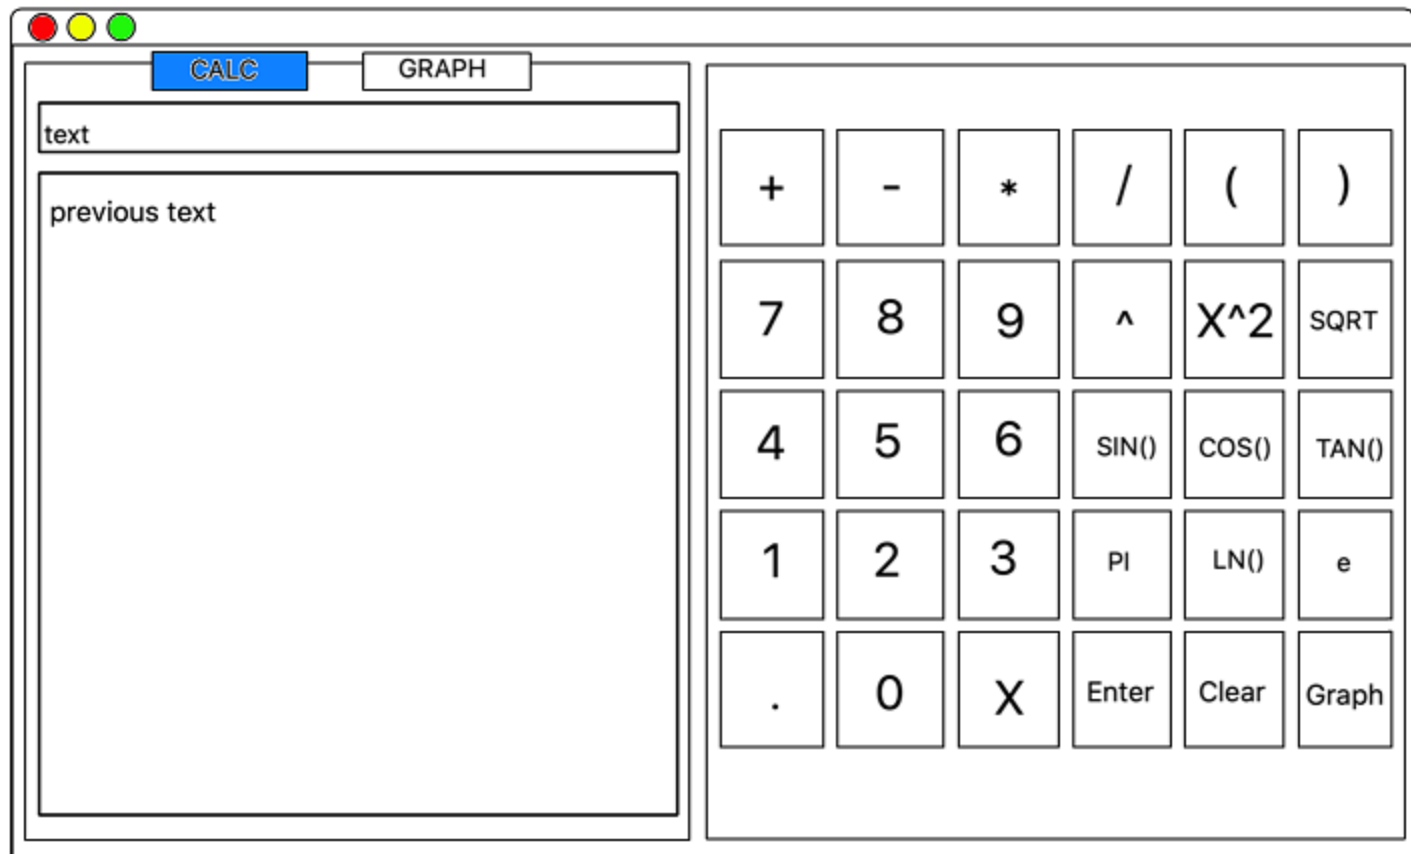 CALC GRAPH
text
previous text
+ - * / ( )
7 8 9 ^ X^2 SQRT
4 5 6 SIN() COS() TAN()
1 2 3 PI LN() e
. 0 X Enter Clear Graph